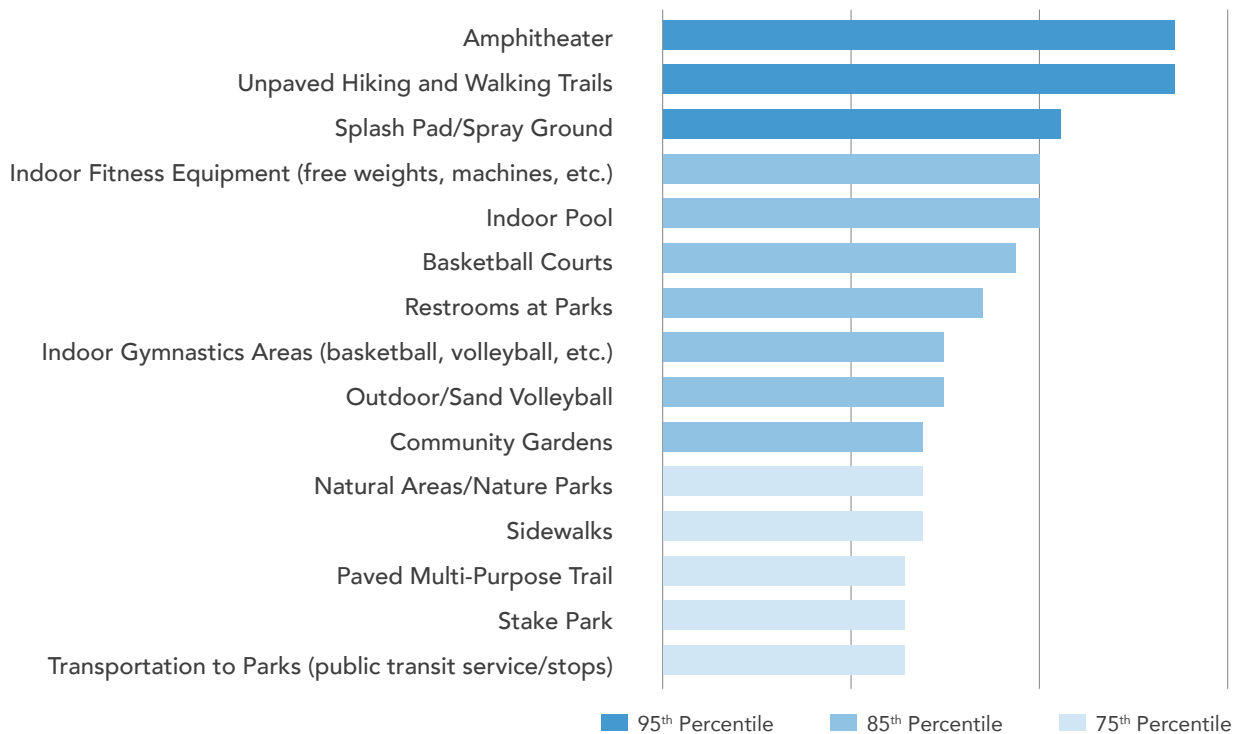 Amphitheater
Unpaved Hiking and Walking Trails
Splash Pad/Spray Ground
Indoor Fitness Equipment (free weights, machines, etc.)
Indoor Pool
Basketball Courts
Restrooms at Parks
Indoor Gymnastics Areas (basketball, volleyball, etc.)
Outdoor/Sand Volleyball
Community Gardens
Natural Areas/Nature Parks
Sidewalks
Paved Multi-Purpose Trail
Stake Park
Transportation to Parks (public transit service/stops)
95th Percentile 85th Percentile 75th Percentile